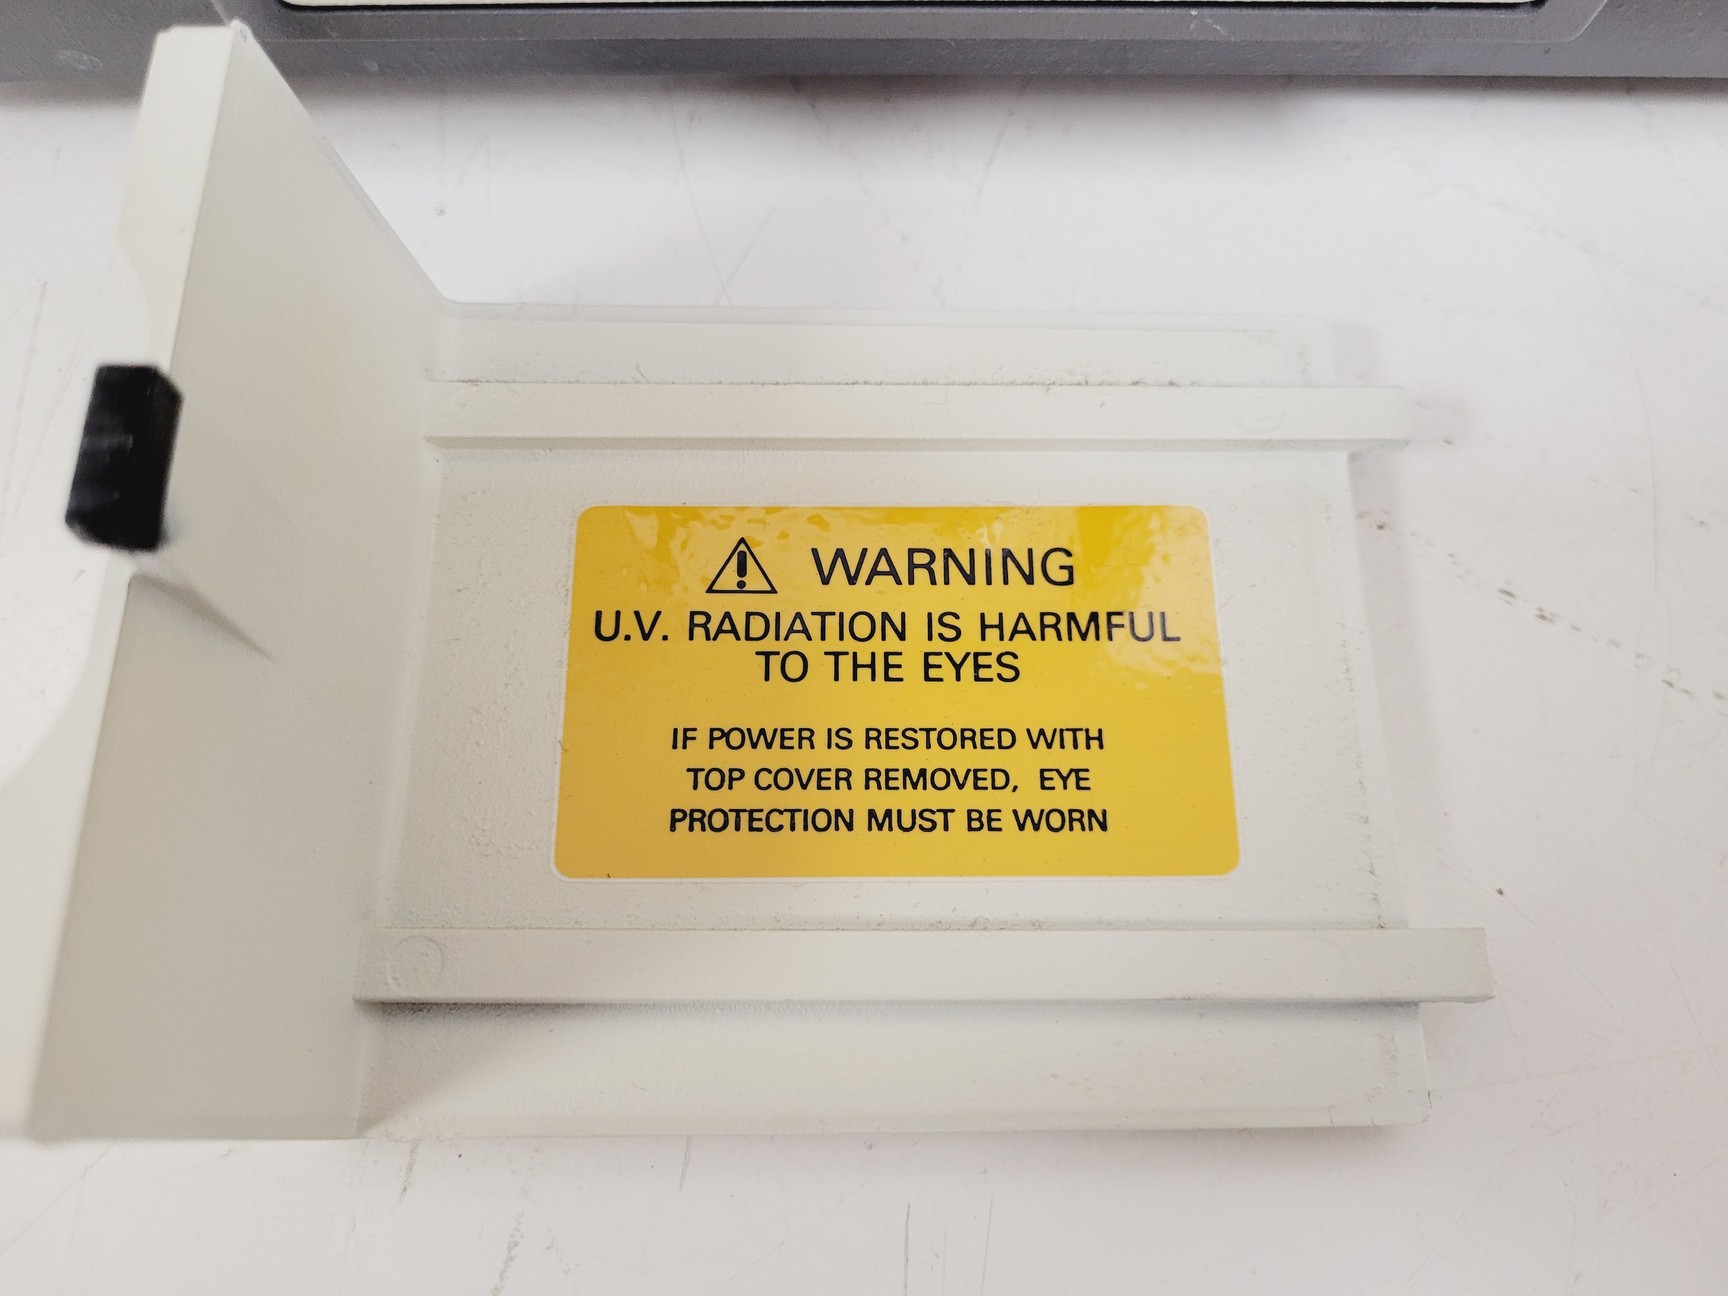 WARNING
U.V. RADIATION IS HARMFUL
TO THE EYES
IF POWER IS RESTORED WITH
TOP COVER REMOVED, EYE
PROTECTION MUST BE WORN